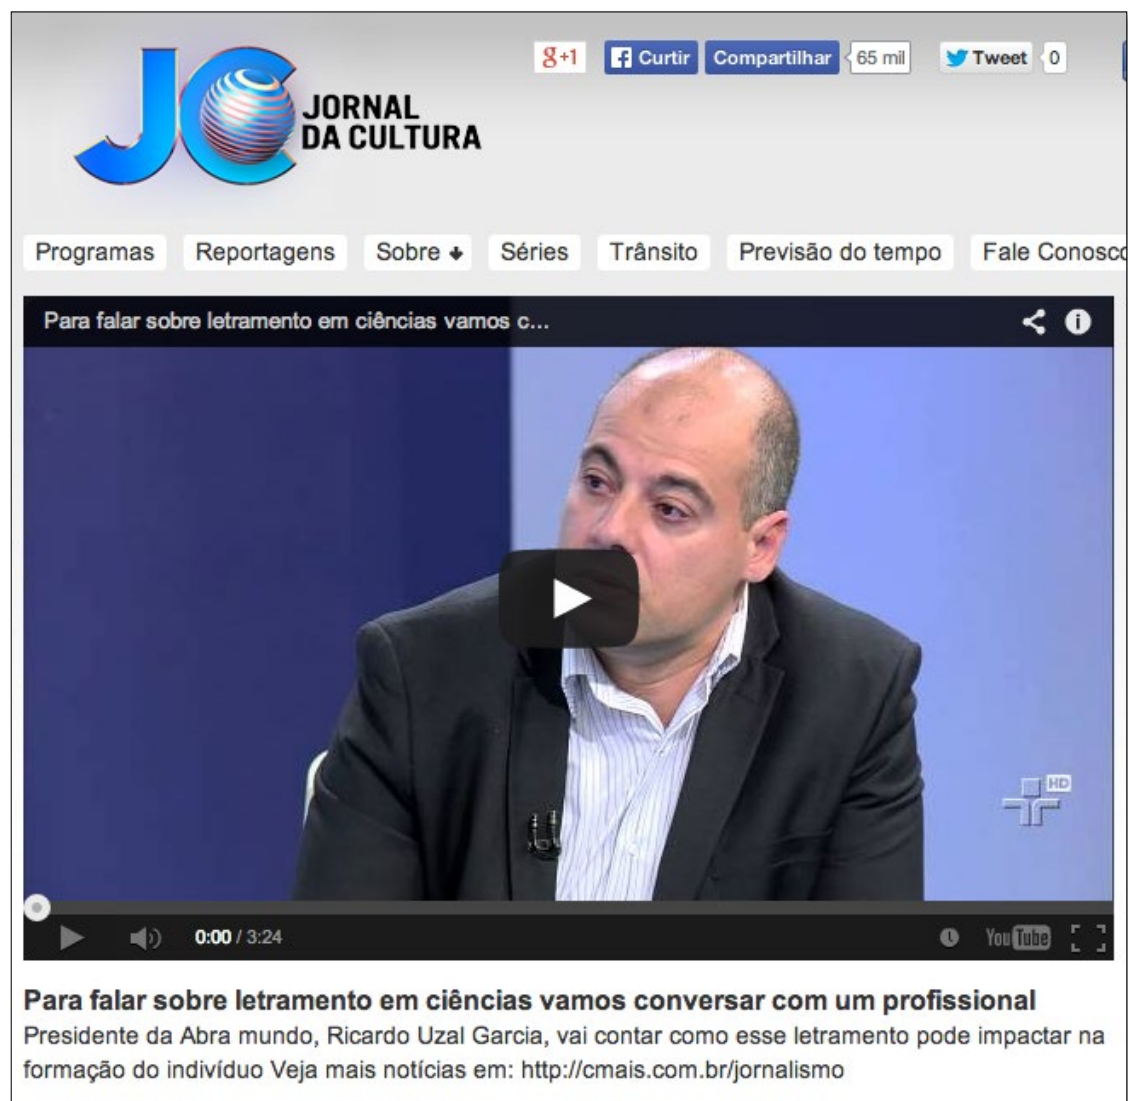 JC JORNAL
DA CULTURA
g+1 Curtir Compartilhar 65 mil Tweet 0
Programas Reportagens Sobre Séries Trânsito Previsão do tempo Fale Conosco
Para falar sobre letramento em ciências vamos c...
HD
0:00 / 3:24 YouTube
Para falar sobre letramento em ciências vamos conversar com um profissional
Presidente da Abra mundo, Ricardo Uzal Garcia, vai contar como esse letramento pode impactar na
formação do indivíduo Veja mais notícias em: http://cmais.com.br/jornalismo